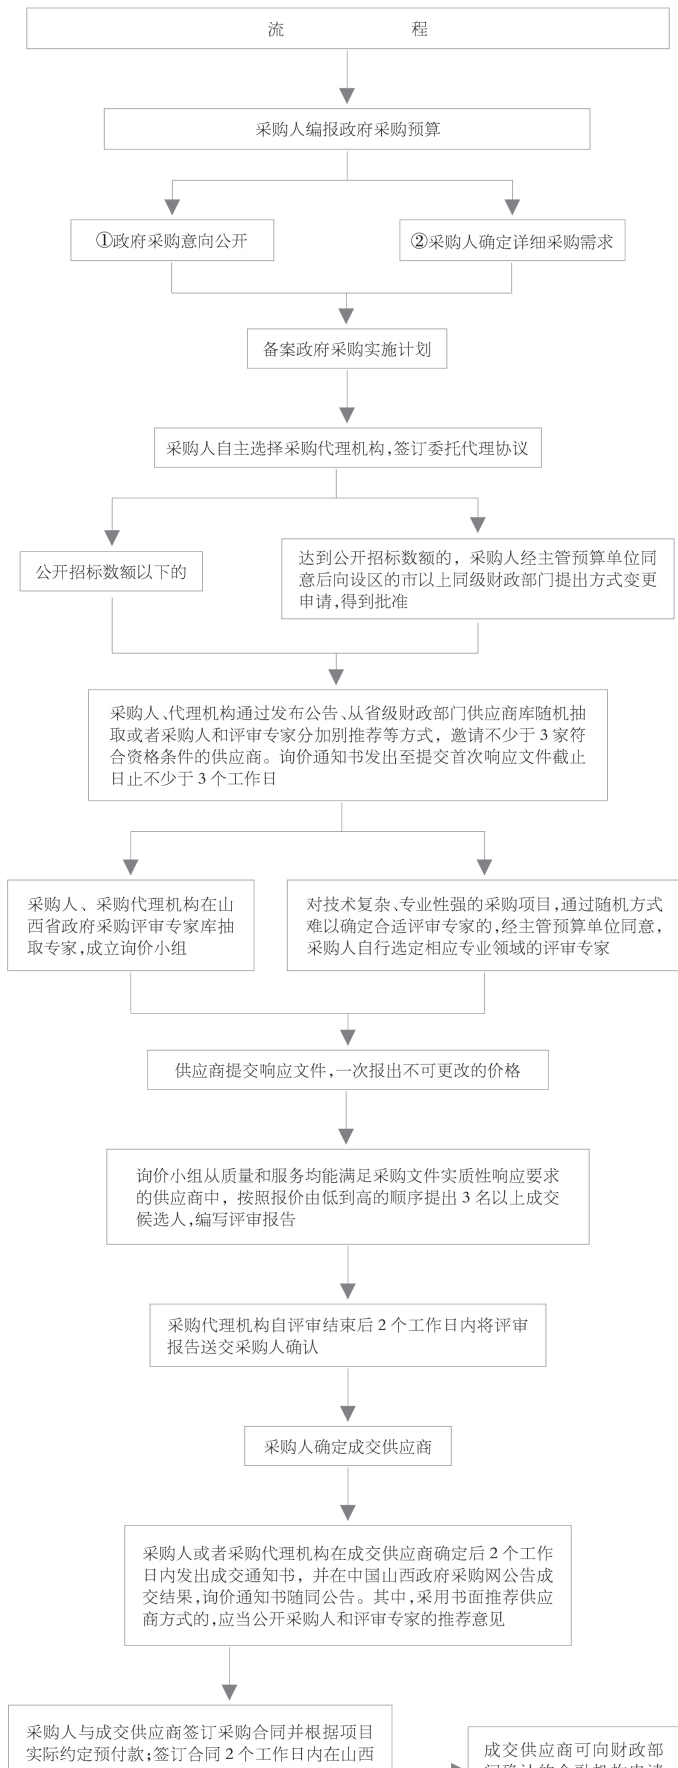 流 程
采购人编报政府采购预算
①政府采购意向公开
②采购人确定详细采购需求
备案政府采购实施计划
采购人自主选择采购代理机构,签订委托代理协议
公开招标数额以下的
达到公开招标数额的，采购人经主管预算单位同
意后向设区的市以上同级财政部门提出方式变更
申请,得到批准
采购人、代理机构通过发布公告、从省级财政部门供应商库随机抽
取或者采购人和评审专家分加别推荐等方式，邀请不少于 3 家符
合资格条件的供应商。询价通知书发出至提交首次响应文件截止
日止不少于 3 个工作日
采购人、采购代理机构在山
西省政府采购评审专家库抽
取专家,成立询价小组
对技术复杂、专业性强的采购项目,通过随机方式
难以确定合适评审专家的,经主管预算单位同意,
采购人自行选定相应专业领域的评审专家
供应商提交响应文件,一次报出不可更改的价格
询价小组从质量和服务均能满足采购文件实质性响应要求
的供应商中，按照报价由低到高的顺序提出 3 名以上成交
候选人,编写评审报告
采购代理机构自评审结束后 2 个工作日内将评审
报告送交采购人确认
采购人确定成交供应商
采购人或者采购代理机构在成交供应商确定后 2 个工作
日内发出成交通知书，并在中国山西政府采购网公告成
交结果,询价通知书随同公告。其中,采用书面推荐供应
商方式的,应当公开采购人和评审专家的推荐意见
采购人与成交供应商签订采购合同并根据项目
实际约定预付款;签订合同 2 个工作日内在山西
成交供应商可向财政部